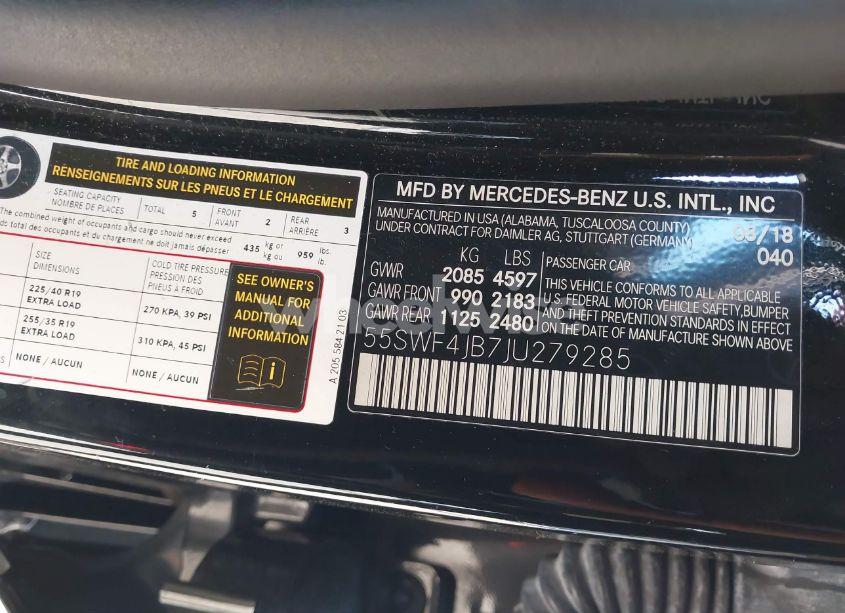 TIRE AND LOADING INFORMATION
RENSEIGNEMENTS SUR LES PNEUS ET LE CHARGEMENT
SEATING CAPACITY
NOMBRE DE PLACES
TOTAL 5
FRONT
AVANT 2
REAR
ARRIÈRE 3
The combined weight of occupants and cargo should never exceed
ds total des occupants et du chargement ne doit jamais dépasser
435 kg or
kg ou
959 lbs.
lb.
SIZE
DIMENSIONS
COLD TIRE PRESSURE
PRESSION DES
PNEUS À FROID
225/40 R19
EXTRA LOAD
270 KPA, 39 PSI
255/35 R19
EXTRA LOAD
310 KPA, 45 PSI
NONE / AUCUN
NONE / AUCUN
SEE OWNER'S
MANUAL FOR
ADDITIONAL
INFORMATION
A 205 584 21 03
MFD BY MERCEDES-BENZ U.S. INTL., INC
MANUFACTURED IN USA (ALABAMA, TUSCALOOSA COUNTY)
UNDER CONTRACT FOR DAIMLER AG, STUTTGART (GERMANY)
03/18
040
KG LBS
GWWR 2085 4597
GAWR FRONT 990 2183
GAWR REAR 1125 2480
PASSENGER CAR
THIS VEHICLE CONFORMS TO ALL APPLICABLE
U.S. FEDERAL MOTOR VEHICLE SAFETY,BUMPER
AND THEFT PREVENTION STANDARDS IN EFFECT
ON THE DATE OF MANUFACTURE SHOWN ABOVE
55SWF4JB7JU279285